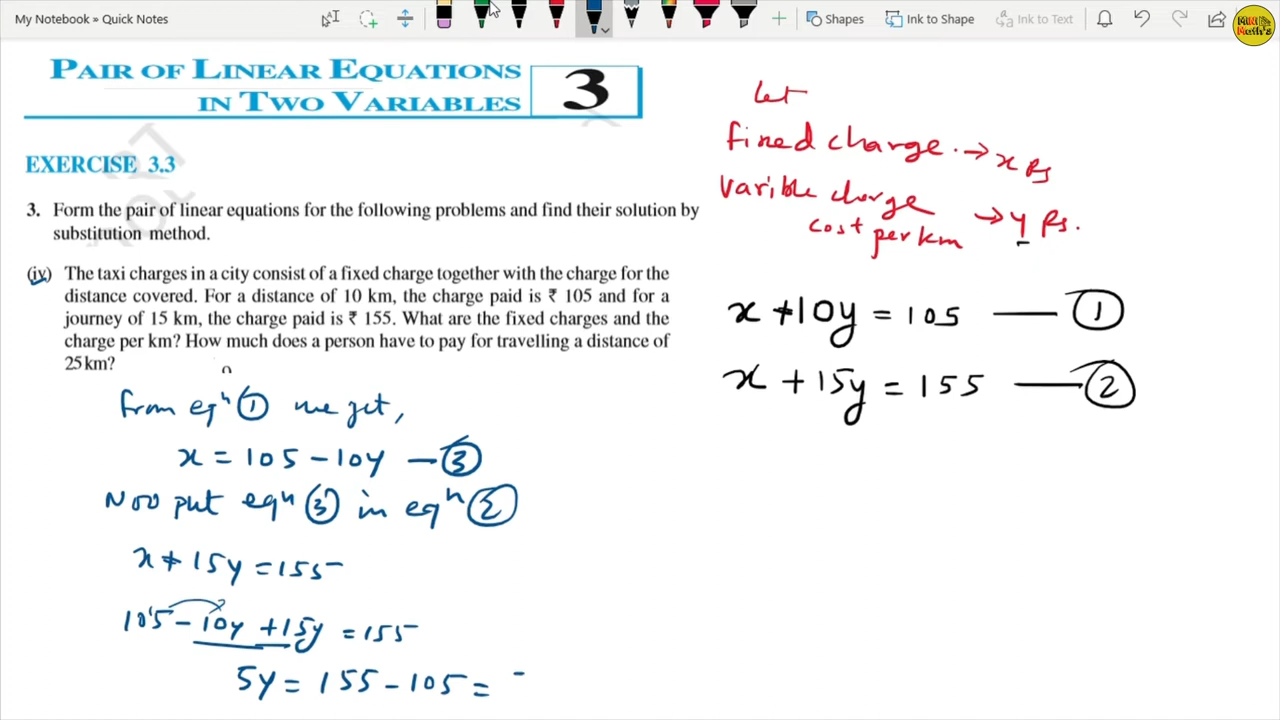 My Notebook » Quick Notes
Shapes
Ink to Shape
Ink to Text
PAIR OF LINEAR EQUATIONS
IN TWO VARIABLES
3
EXERCISE 3.3
3. Form the pair of linear equations for the following problems and find their solution by
substitution method.
(iv) The taxi charges in a city consist of a fixed charge together with the charge for the
distance covered. For a distance of 10 km, the charge paid is ₹ 105 and for a
journey of 15 km, the charge paid is ₹ 155. What are the fixed charges and the
charge per km? How much does a person have to pay for travelling a distance of
25 km?
from eqⁿ ① we get,
x = 105 – 10y — ③
Now put eqⁿ ③ in eqⁿ ②
x + 15y = 155
105 – 10y + 15y = 155
5y = 155 – 105 =
let
fixed charge → x Rs
varible charge
cost per km → y Rs.
x + 10y = 105 — ①
x + 15y = 155 — ②